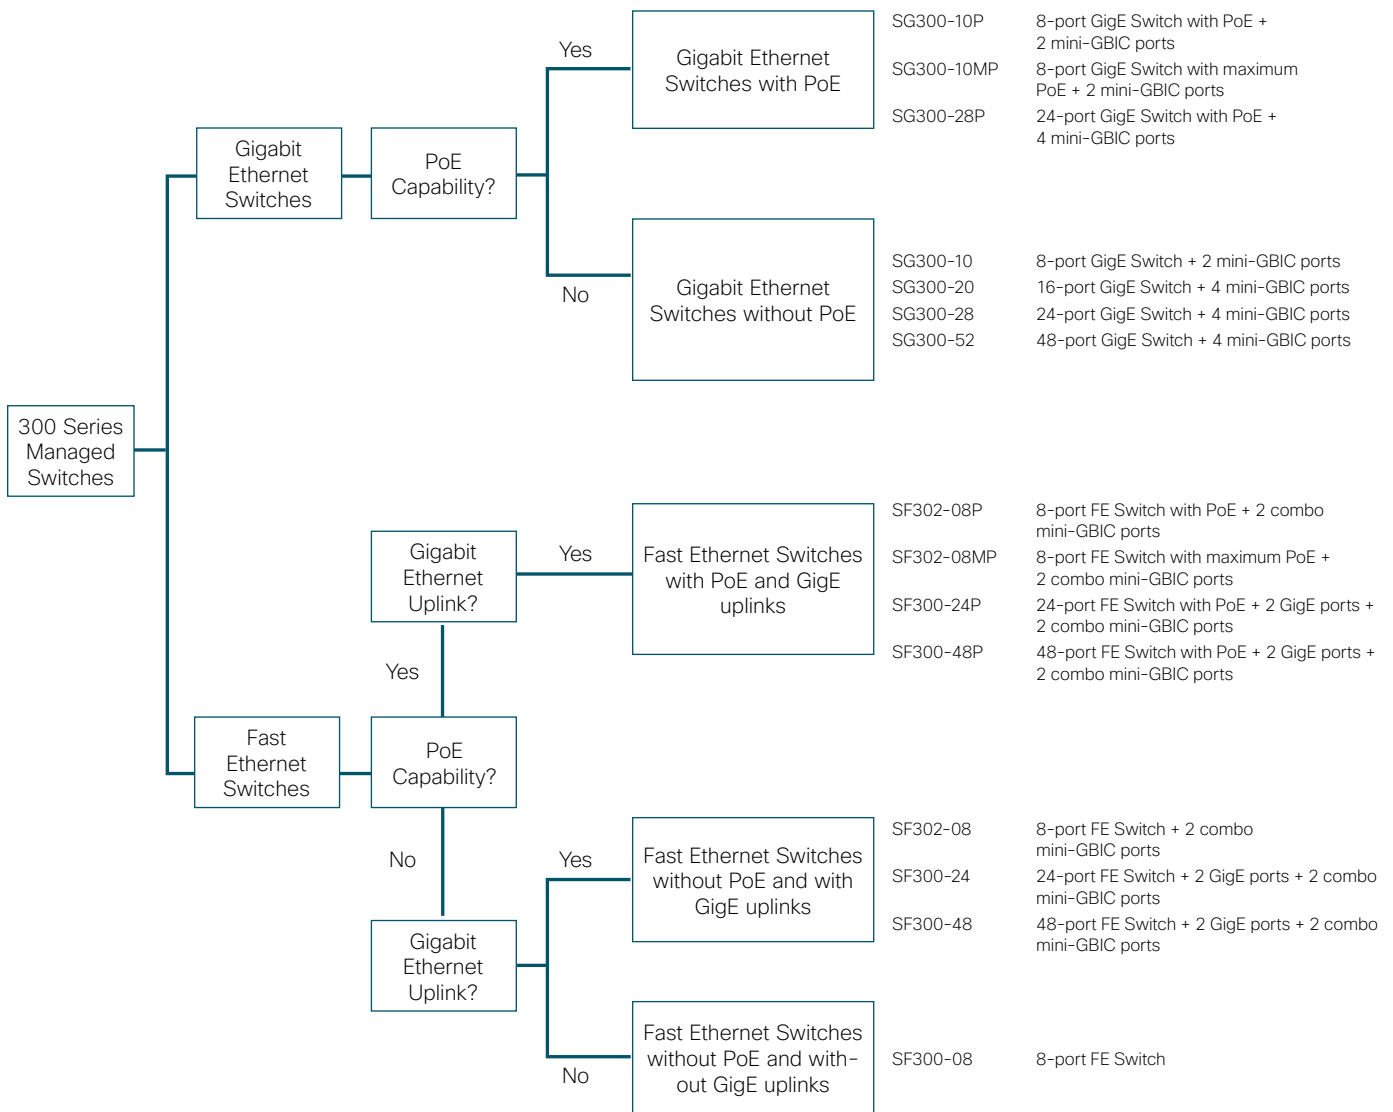 300 Series
Managed
Switches
Gigabit
Ethernet
Switches
PoE
Capability?
Yes
Gigabit Ethernet
Switches with PoE
SG300-10P 8-port GigE Switch with PoE +
2 mini-GBIC ports
SG300-10MP 8-port GigE Switch with maximum
PoE + 2 mini-GBIC ports
SG300-28P 24-port GigE Switch with PoE +
4 mini-GBIC ports
No
Gigabit Ethernet
Switches without PoE
SG300-10 8-port GigE Switch + 2 mini-GBIC ports
SG300-20 16-port GigE Switch + 4 mini-GBIC ports
SG300-28 24-port GigE Switch + 4 mini-GBIC ports
SG300-52 48-port GigE Switch + 4 mini-GBIC ports
Fast
Ethernet
Switches
PoE
Capability?
Yes
Gigabit
Ethernet
Uplink?
Yes
Fast Ethernet Switches
with PoE and GigE
uplinks
SF302-08P 8-port FE Switch with PoE + 2 combo
mini-GBIC ports
SF302-08MP 8-port FE Switch with maximum PoE +
2 combo mini-GBIC ports
SF300-24P 24-port FE Switch with PoE + 2 GigE ports +
2 combo mini-GBIC ports
SF300-48P 48-port FE Switch with PoE + 2 GigE ports +
2 combo mini-GBIC ports
No
Gigabit
Ethernet
Uplink?
Yes
Fast Ethernet Switches
without PoE and with
GigE uplinks
SF302-08 8-port FE Switch + 2 combo
mini-GBIC ports
SF300-24 24-port FE Switch + 2 GigE ports + 2 combo
mini-GBIC ports
SF300-48 48-port FE Switch + 2 GigE ports + 2 combo
mini-GBIC ports
No
Fast Ethernet Switches
without PoE and with-
out GigE uplinks
SF300-08 8-port FE Switch